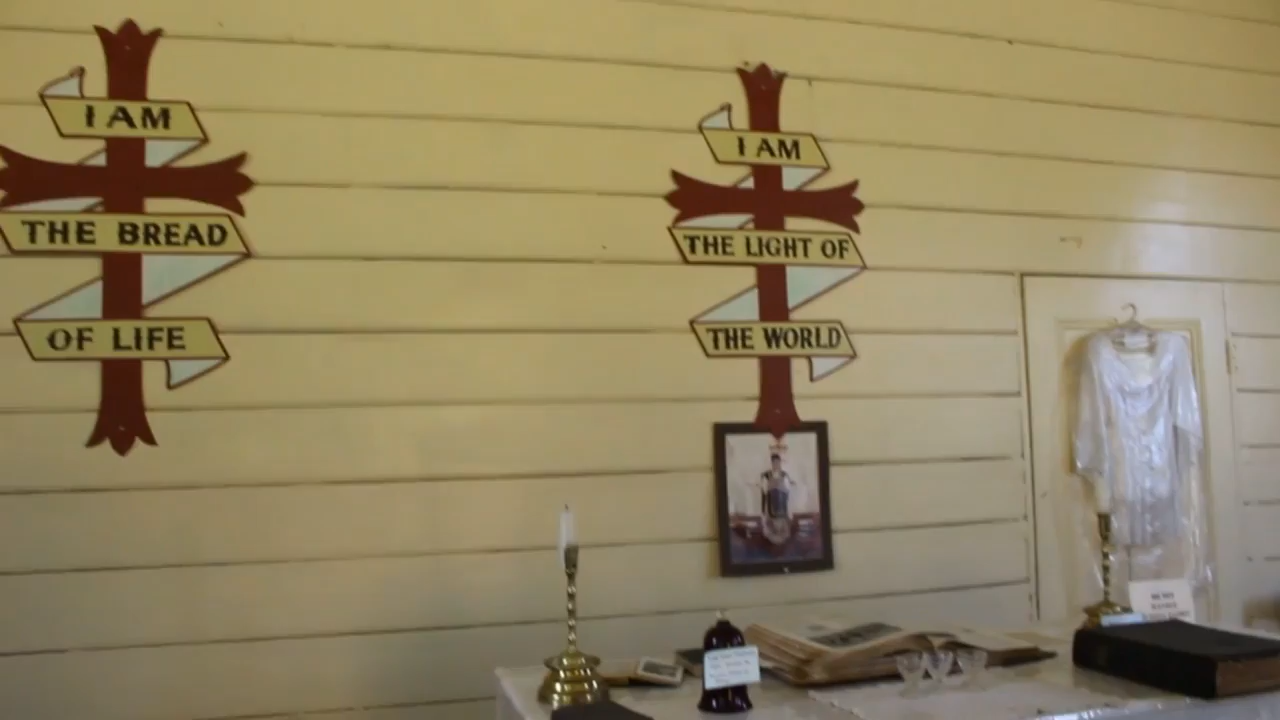 I AM
THE BREAD
OF LIFE
I AM
THE LIGHT OF
THE WORLD